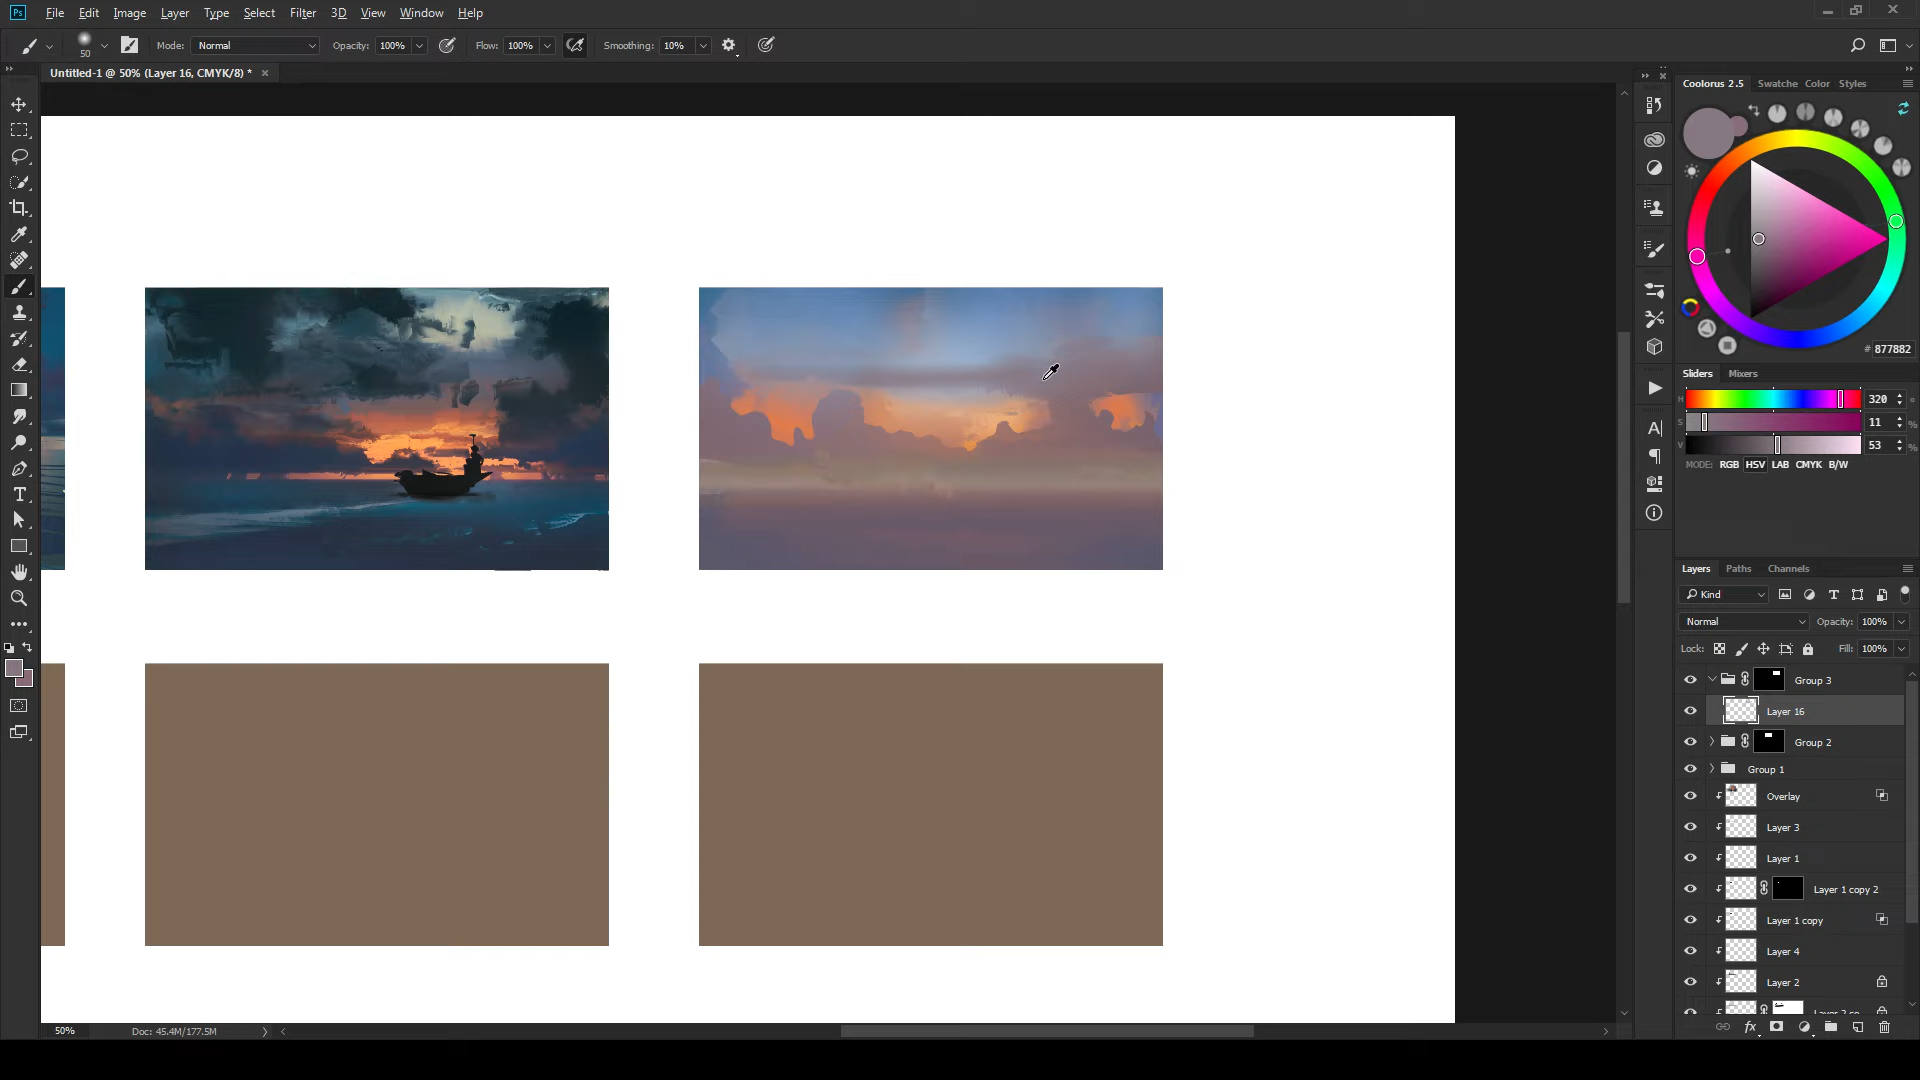 Ps File Edit Image Layer Type Select Filter 3D View Window Help
50 Mode: Normal Opacity: 100% Flow: 100% Smoothing: 10%
Untitled-1 @ 50% (Layer 16, CMYK/8) *
Coolorus 2.5 Swatche Color Styles
# 877882
Sliders Mixers
H 320 °
S 11 %
V 53 %
MODE: RGB HSV LAB CMYK B/W
Layers Paths Channels
Kind
Normal Opacity: 100%
Lock: Fill: 100%
Group 3
Layer 16
Group 2
Group 1
Overlay
Layer 3
Layer 1
Layer 1 copy 2
Layer 1 copy
Layer 4
Layer 2
fx
50% Doc: 45.4M/177.5M